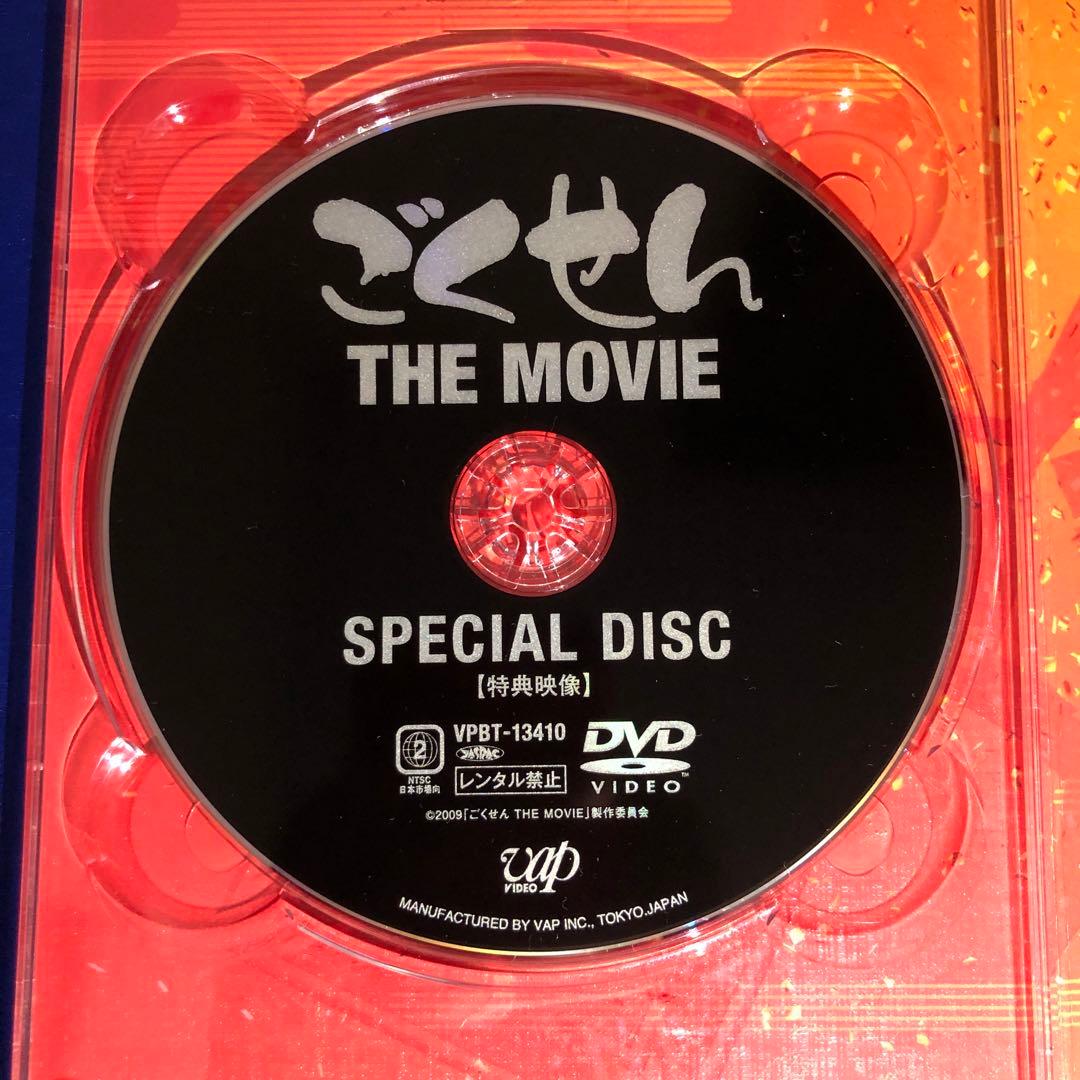 ごくせん
THE MOVIE
SPECIAL DISC
【特典映像】
2
NTSC
日本市場向
VPBT-13410
JASRAC
レンタル禁止
DVD
VIDEO
©2009「ごくせん THE MOVIE」製作委員会
vap
VIDEO
MANUFACTURED BY VAP INC., TOKYO.JAPAN